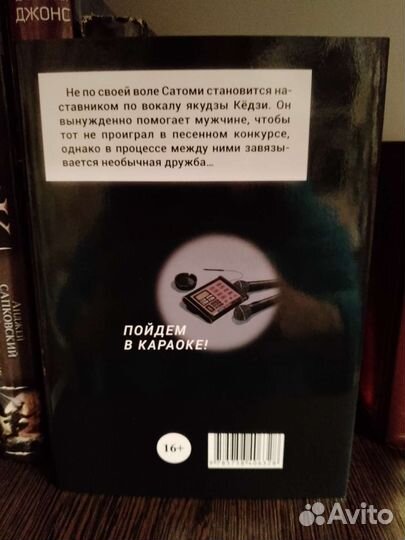 ДЖОНС
Не по своей воле Сатоми становится на-
ставником по вокалу якудзы Кёдзи. Он
вынужденно помогает мужчине, чтобы
тот не проиграл в песенном конкурсе,
однако в процессе между ними завязы-
вается необычная дружба...
АНДЖЕЙ
САПКОВСКИЙ
ПОЙДЕМ
В КАРАОКЕ!
16+
Avito